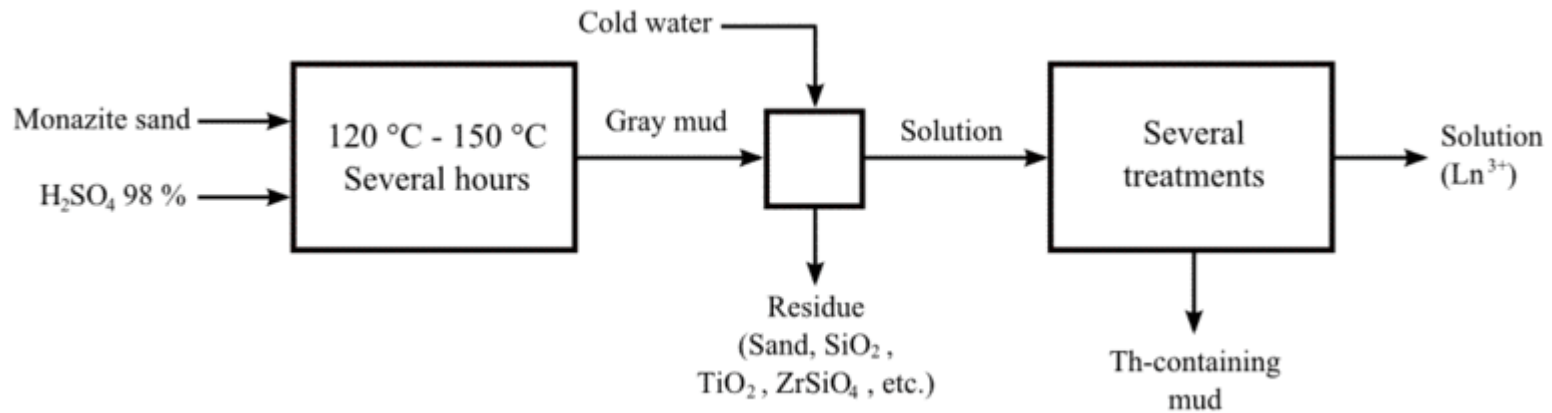 Cold water
Monazite sand
H₂SO₄ 98 %
120 °C - 150 °C
Several hours
Gray mud
Solution
Several
treatments
Solution
(Ln³⁺)
Residue
(Sand, SiO₂ ,
TiO₂ , ZrSiO₄ , etc.)
Th-containing
mud